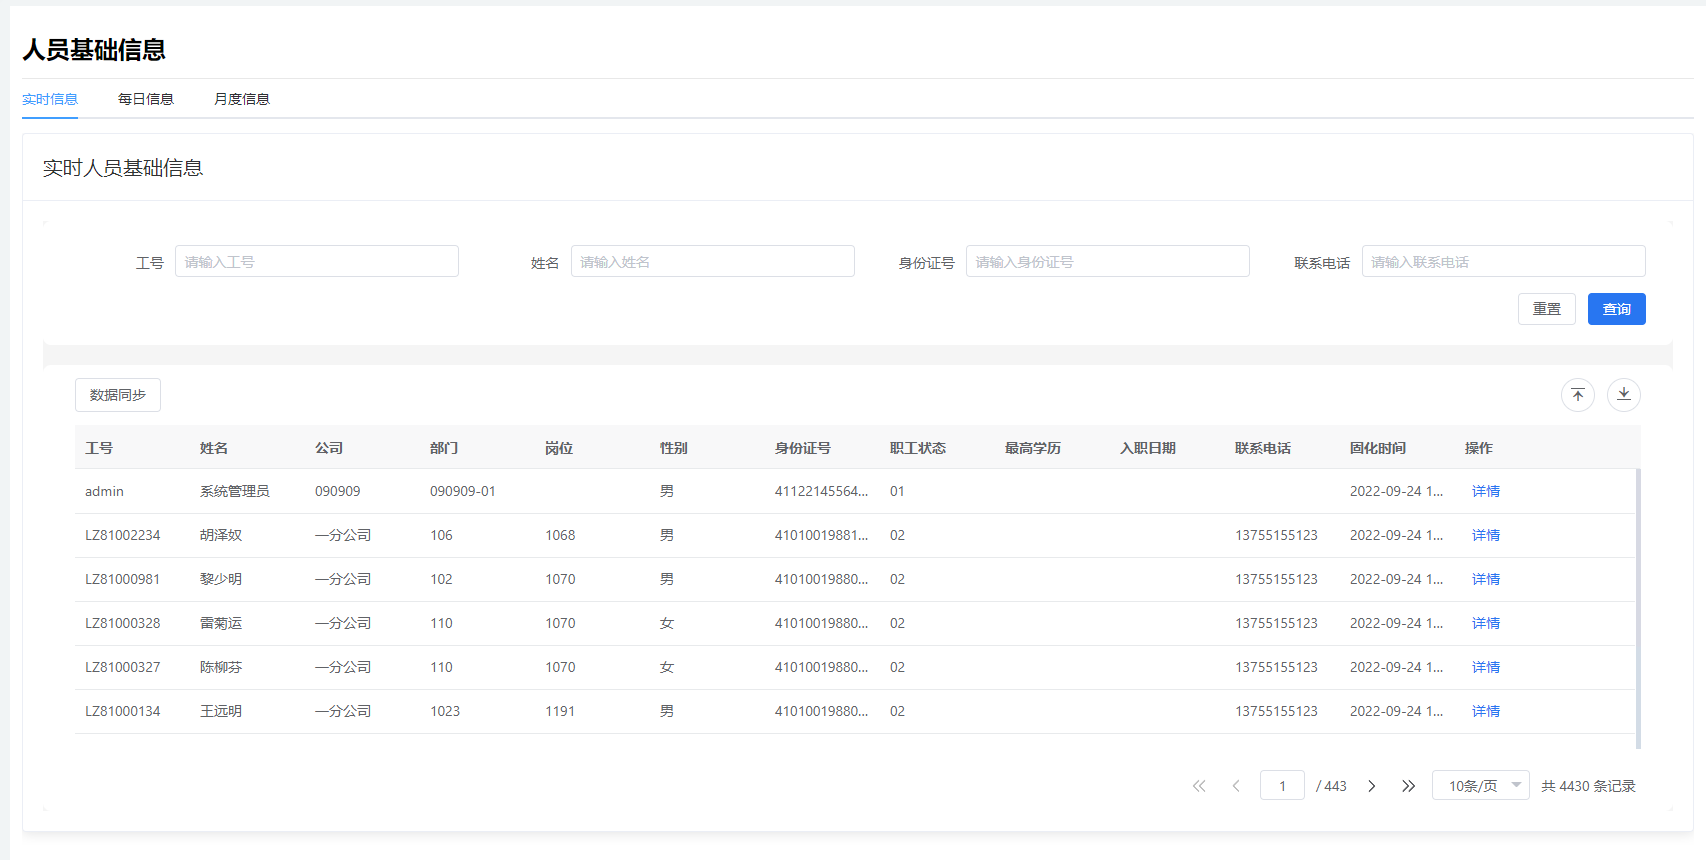 人员基础信息
实时信息 每日信息 月度信息
实时人员基础信息
工号 请输入工号 姓名 请输入姓名 身份证号 请输入身份证号 联系电话 请输入联系电话
重置 查询
数据同步
工号 姓名 公司 部门 岗位 性别 身份证号 职工状态 最高学历 入职日期 联系电话 固化时间 操作
admin 系统管理员 090909 090909-01 男 41122145564... 01 2022-09-24 1... 详情
LZ81002234 胡泽奴 一分公司 106 1068 男 41010019881... 02 13755155123 2022-09-24 1... 详情
LZ81000981 黎少明 一分公司 102 1070 男 41010019880... 02 13755155123 2022-09-24 1... 详情
LZ81000328 雷菊运 一分公司 110 1070 女 41010019880... 02 13755155123 2022-09-24 1... 详情
LZ81000327 陈柳芬 一分公司 110 1070 女 41010019880... 02 13755155123 2022-09-24 1... 详情
LZ81000134 王远明 一分公司 1023 1191 男 41010019880... 02 13755155123 2022-09-24 1... 详情
1 / 443 10条/页 共 4430 条记录